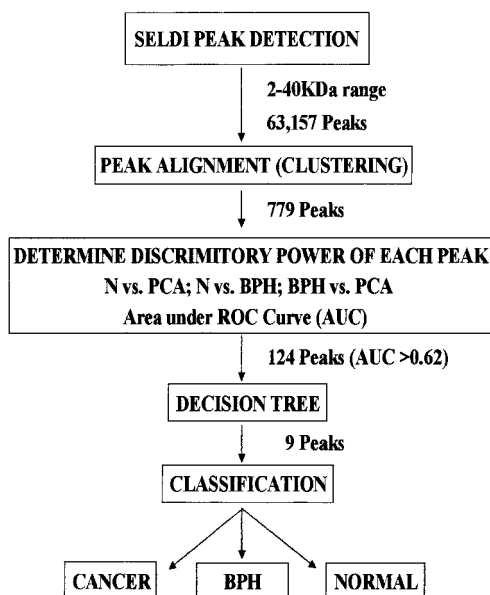 SELDI PEAK DETECTION
2-40KDa range
63,157 Peaks
PEAK ALIGNMENT (CLUSTERING)
779 Peaks
DETERMINE DISCRIMITORY POWER OF EACH PEAK
N vs. PCA; N vs. BPH; BPH vs. PCA
Area under ROC Curve (AUC)
124 Peaks (AUC >0.62)
DECISION TREE
9 Peaks
CLASSIFICATION
CANCER BPH NORMAL